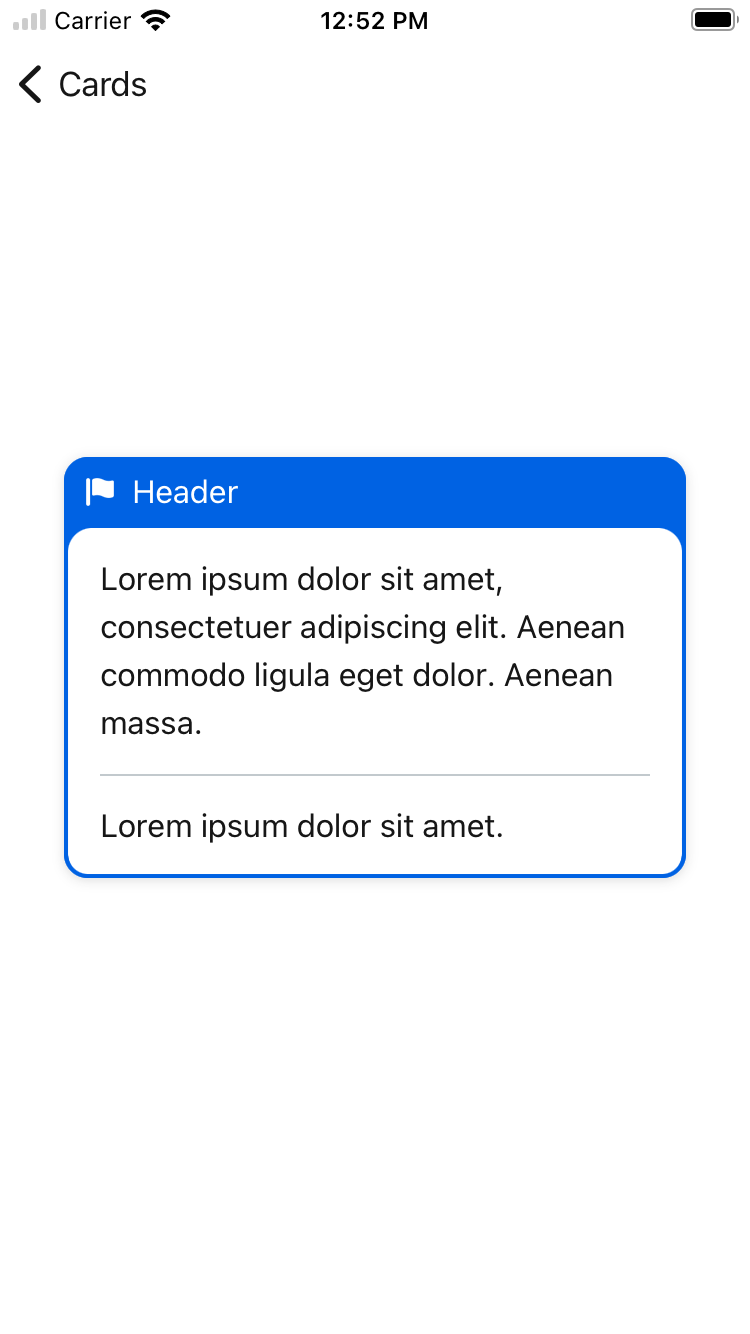 Carrier 12:52 PM
Cards
Header
Lorem ipsum dolor sit amet,
consectetuer adipiscing elit. Aenean
commodo ligula eget dolor. Aenean
massa.
Lorem ipsum dolor sit amet.